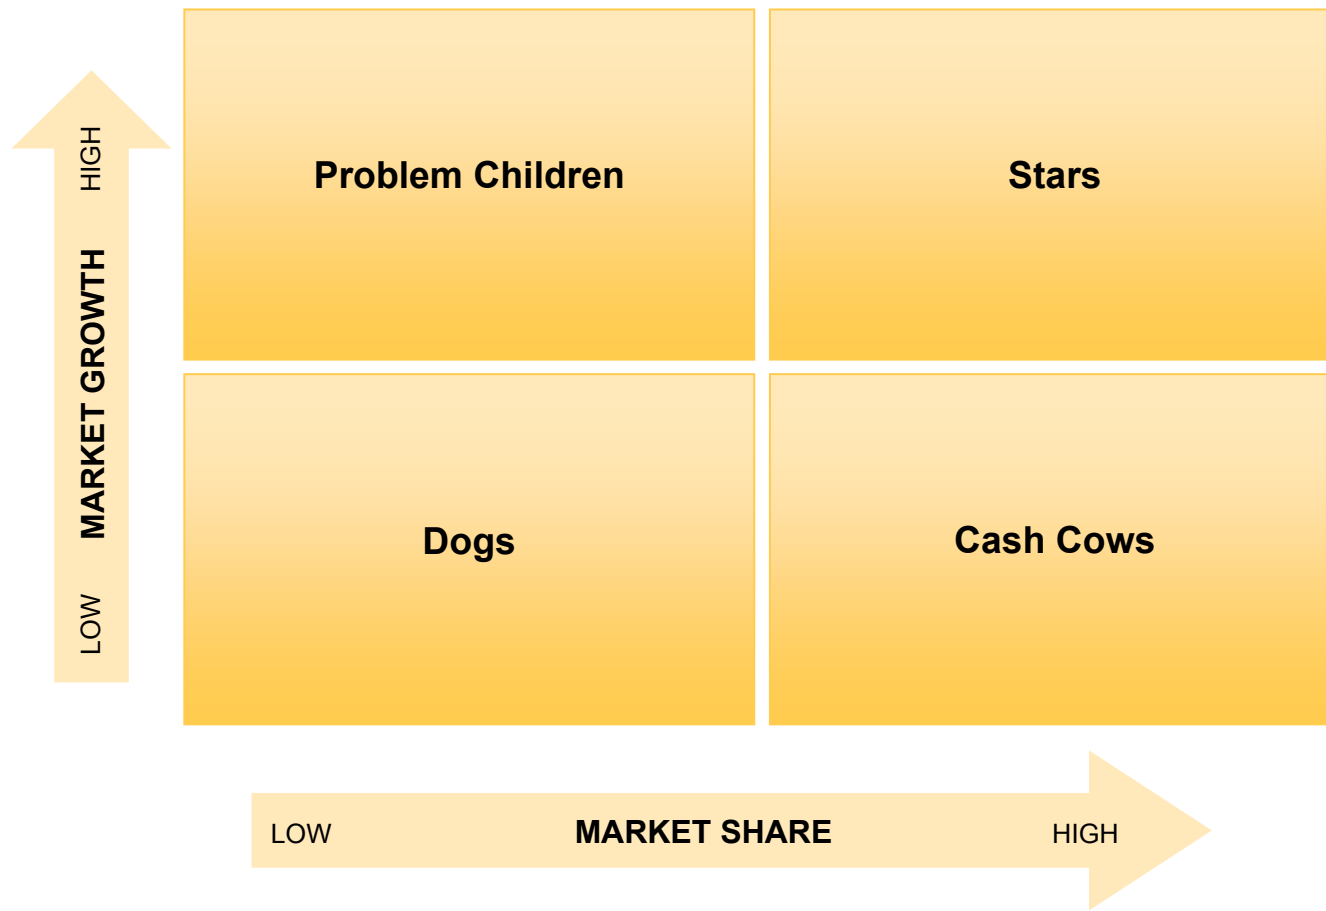 Problem Children
Stars
HIGH
MARKET GROWTH
LOW
Dogs
Cash Cows
LOW
MARKET SHARE
HIGH